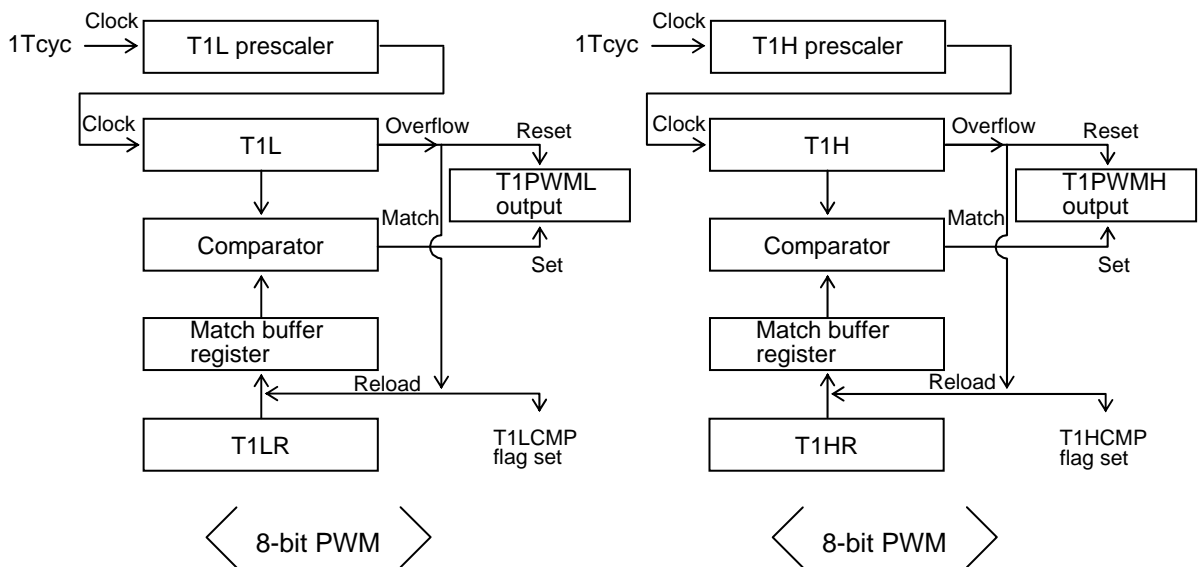 Clock
1Tcyc
T1L prescaler
Clock
T1L
Overflow
Reset
T1PWML
output
Comparator
Match
Set
Match buffer
register
Reload
T1LR
T1LCMP
flag set
8-bit PWM
Clock
1Tcyc
T1H prescaler
Clock
T1H
Overflow
Reset
T1PWMH
output
Comparator
Match
Set
Match buffer
register
Reload
T1HR
T1HCMP
flag set
8-bit PWM